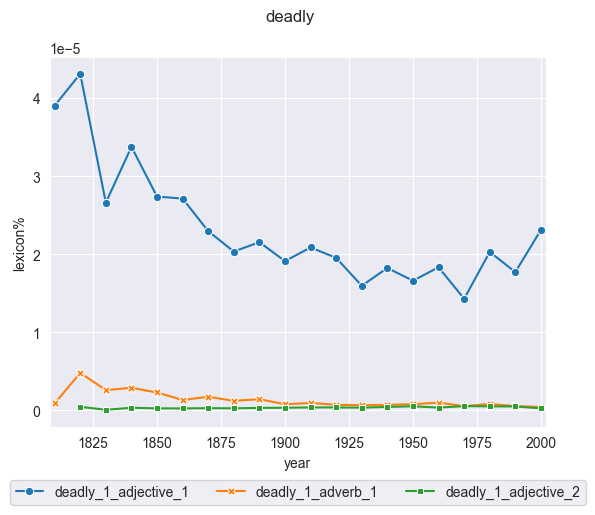 deadly
1e−5
4
3
2
1
0
lexicon%
1825 1850 1875 1900 1925 1950 1975 2000
year
deadly_1_adjective_1 deadly_1_adverb_1 deadly_1_adjective_2